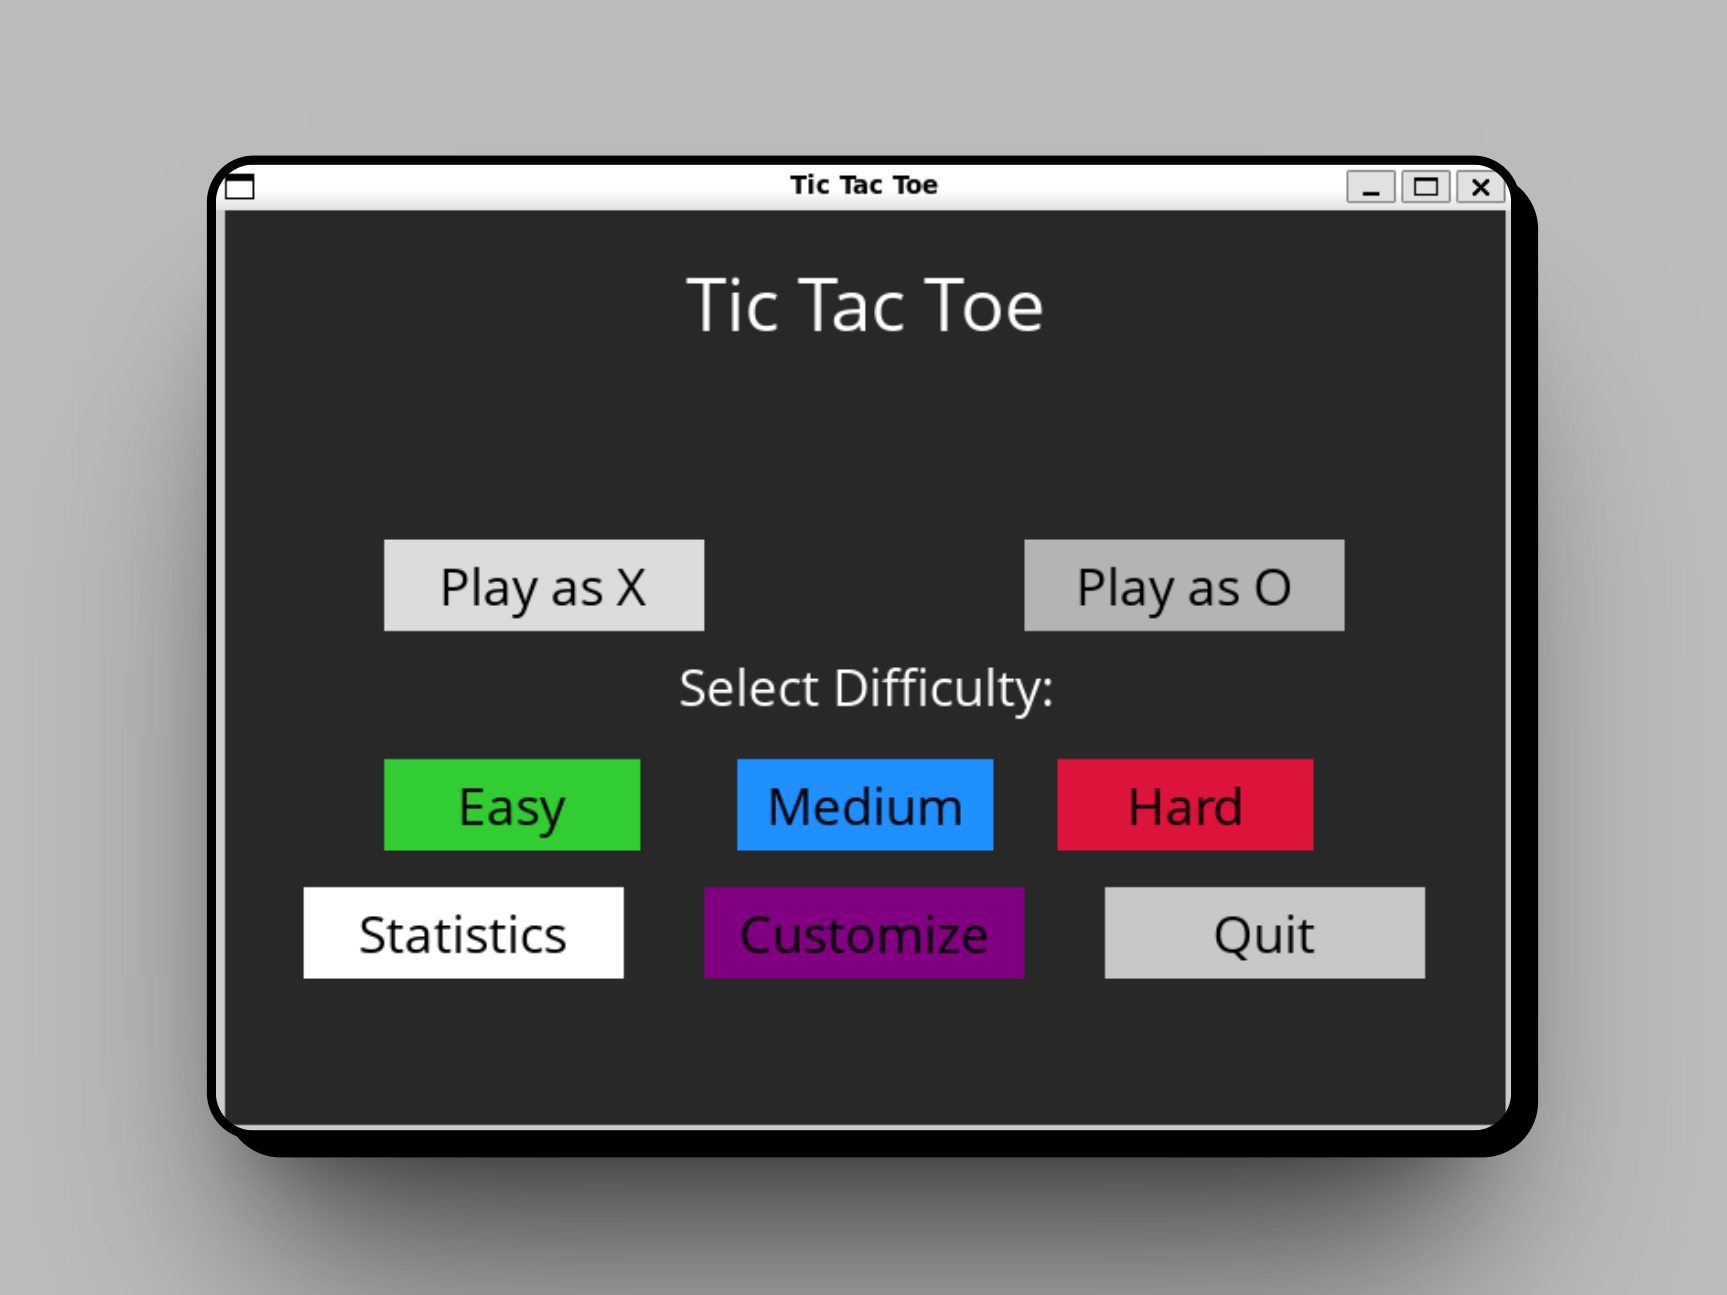 Tic Tac Toe
Tic Tac Toe
Play as X Play as O
Select Difficulty:
Easy Medium Hard
Statistics Customize Quit